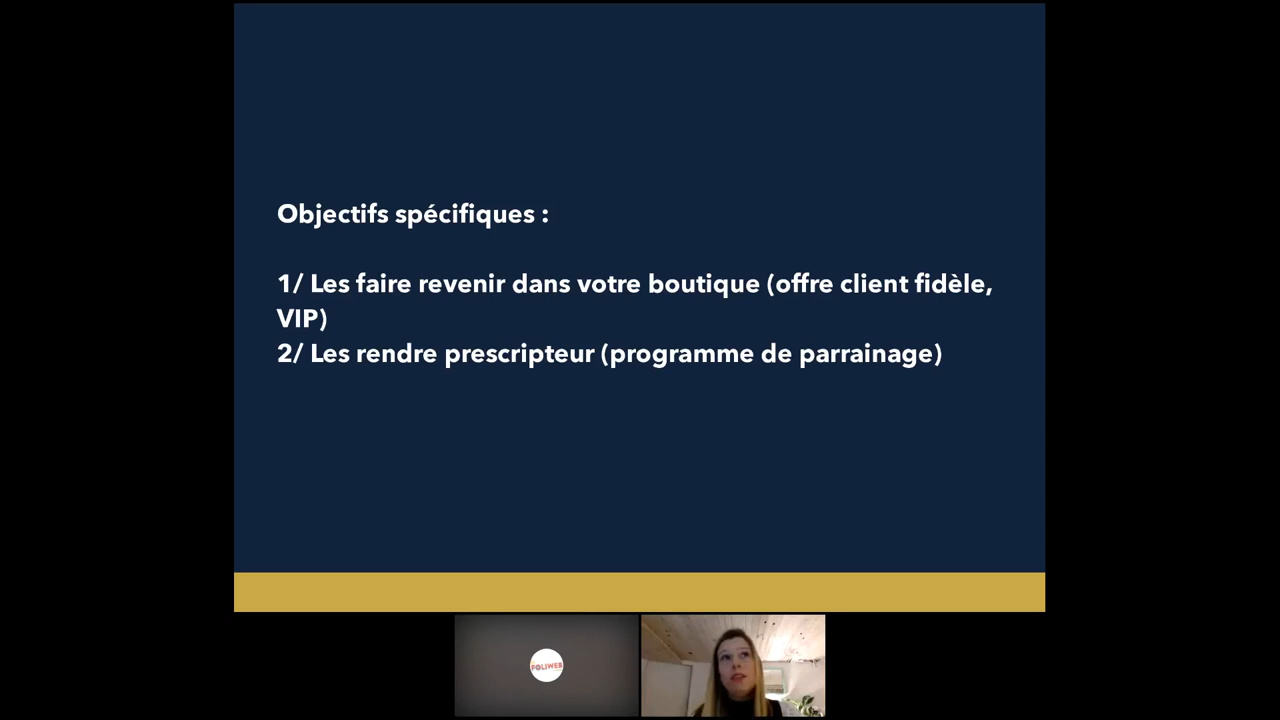 Objectifs spécifiques :
1/ Les faire revenir dans votre boutique (offre client fidèle,
VIP)
2/ Les rendre prescripteur (programme de parrainage)
FOLIWEB